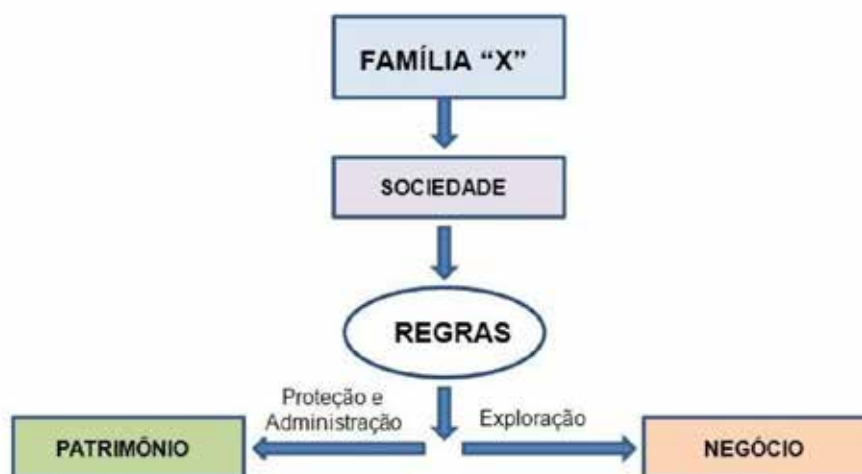 FAMÍLIA “X”
SOCIEDADE
REGRAS
Proteção e
Administração
Exploração
PATRIMÔNIO
NEGÓCIO